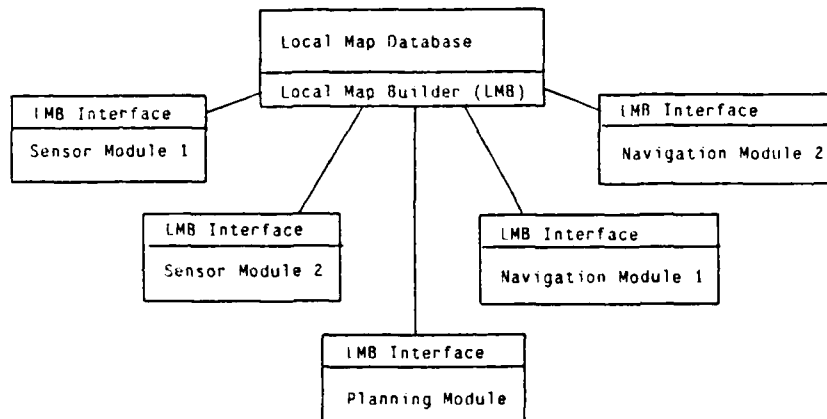 Local Map Database
Local Map Builder (LMB)
LMB Interface
Sensor Module 1
LMB Interface
Navigation Module 2
LMB Interface
Sensor Module 2
LMB Interface
Navigation Module 1
LMB Interface
Planning Module